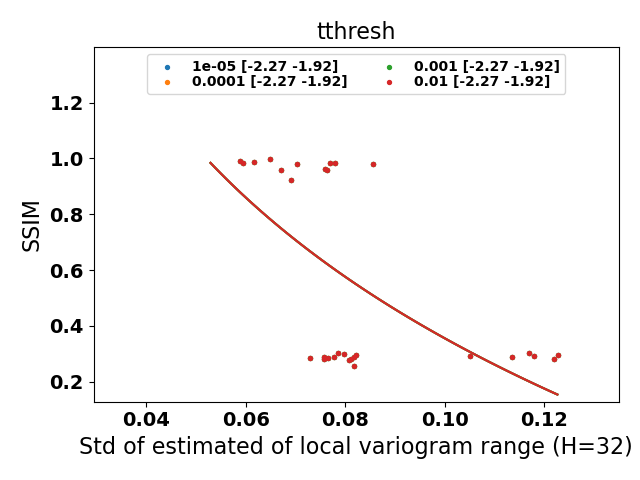 tthresh
1e-05 [-2.27 -1.92]
0.0001 [-2.27 -1.92]
0.001 [-2.27 -1.92]
0.01 [-2.27 -1.92]
SSIM
1.2
1.0
0.8
0.6
0.4
0.2
0.04 0.06 0.08 0.10 0.12
Std of estimated of local variogram range (H=32)